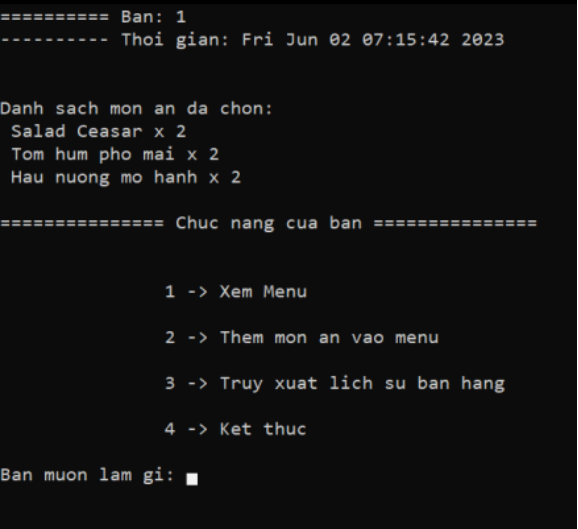 ========== Ban: 1
---------- Thoi gian: Fri Jun 02 07:15:42 2023
Danh sach mon an da chon:
Salad Ceasar x 2
Tom hum pho mai x 2
Hau nuong mo hanh x 2
=============== Chuc nang cua ban ===============
1 -> Xem Menu
2 -> Them mon an vao menu
3 -> Truy xuat lich su ban hang
4 -> Ket thuc
Ban muon lam gi: